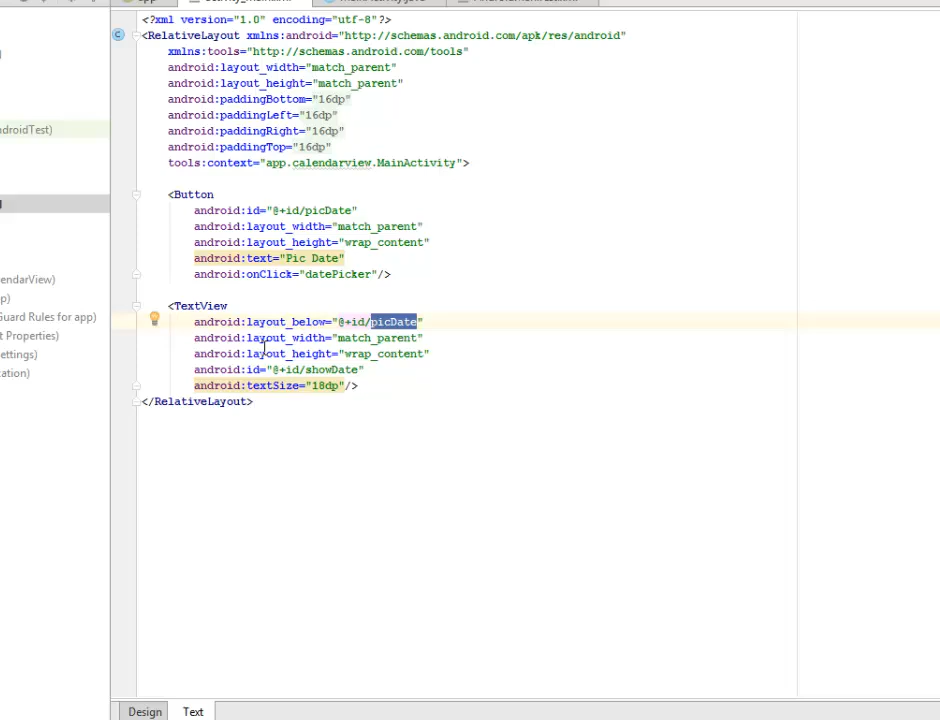 <?xml version="1.0" encoding="utf-8"?>
<RelativeLayout xmlns:android="http://schemas.android.com/apk/res/android"
xmlns:tools="http://schemas.android.com/tools"
android:layout_width="match_parent"
android:layout_height="match_parent"
android:paddingBottom="16dp"
android:paddingLeft="16dp"
android:paddingRight="16dp"
android:paddingTop="16dp"
tools:context="app.calendarview.MainActivity">
<Button
android:id="@+id/picDate"
android:layout_width="match_parent"
android:layout_height="wrap_content"
android:text="Pic Date"
android:onClick="datePicker"/>
<TextView
android:layout_below="@+id/picDate"
android:layout_width="match_parent"
android:layout_height="wrap_content"
android:id="@+id/showDate"
android:textSize="18dp"/>
</RelativeLayout>
ndroidTest)
endarView)
p)
Guard Rules for app)
t Properties)
ettings)
ation)
Design
Text